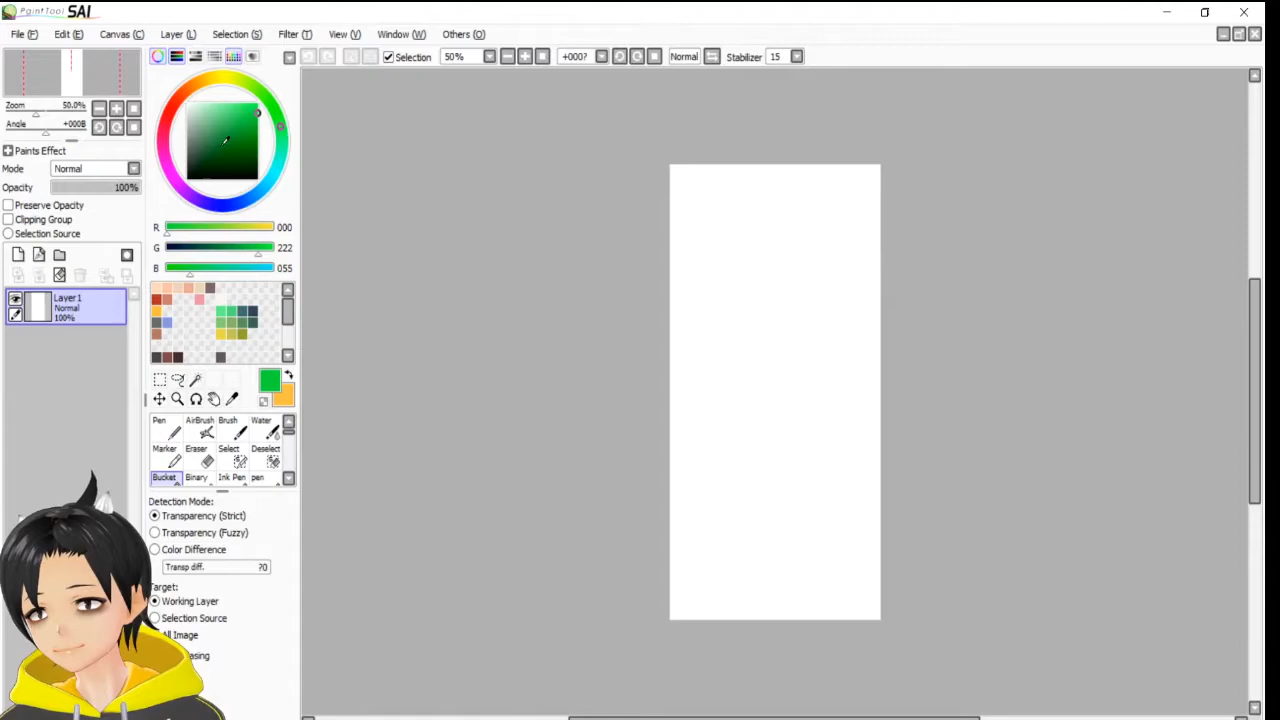 PaintTool SAI
File (F) Edit (E) Canvas (C) Layer (L) Selection (S) Filter (T) View (V) Window (W) Others (O)
Selection 50% +000? Normal Stabilizer 15
Zoom 50.0%
Angle +000B
Paints Effect
Mode Normal
Opacity 100%
Preserve Opacity
Clipping Group
Selection Source
Layer1
Normal
100%
R 000
G 222
B 055
Pen AirBrush Brush Water
Marker Eraser Select Deselect
Bucket Binary Ink Pen pen
Detection Mode:
Transparency (Strict)
Transparency (Fuzzy)
Color Difference
Transp diff. ?0
Target:
Working Layer
Selection Source
All Image